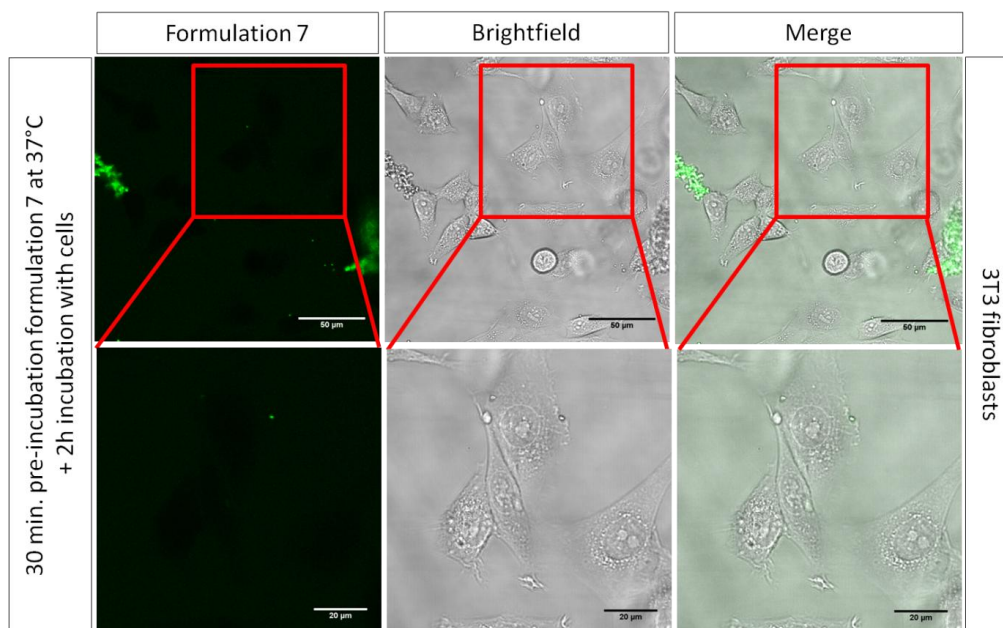 Formulation 7
Brightfield
Merge
30 min. pre-incubation formulation 7 at 37°C
+ 2h incubation with cells
3T3 fibroblasts
50 µm
50 µm
50 µm
20 µm
20 µm
20 µm